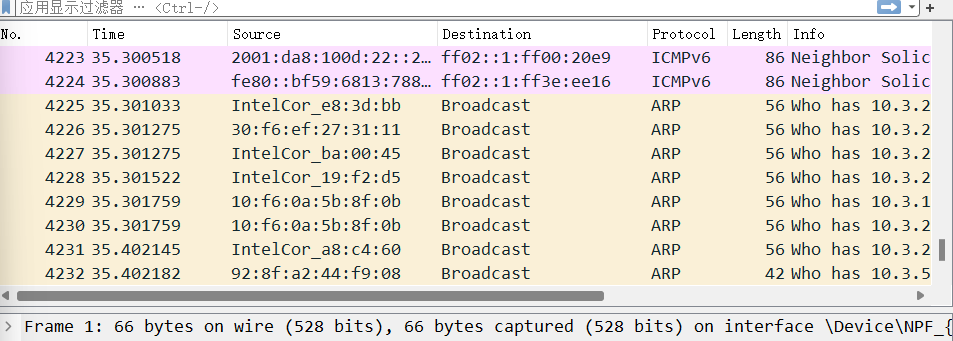 应用显示过滤器 … <Ctrl-/>
No. Time Source Destination Protocol Length Info
4223 35.300518 2001:da8:100d:22::2… ff02::1:ff00:20e9 ICMPv6 86 Neighbor Solic
4224 35.300883 fe80::bf59:6813:788… ff02::1:ff3e:ee16 ICMPv6 86 Neighbor Solic
4225 35.301033 IntelCor_e8:3d:bb Broadcast ARP 56 Who has 10.3.2
4226 35.301275 30:f6:ef:27:31:11 Broadcast ARP 56 Who has 10.3.2
4227 35.301275 IntelCor_ba:00:45 Broadcast ARP 56 Who has 10.3.2
4228 35.301522 IntelCor_19:f2:d5 Broadcast ARP 56 Who has 10.3.2
4229 35.301759 10:f6:0a:5b:8f:0b Broadcast ARP 56 Who has 10.3.1
4230 35.301759 10:f6:0a:5b:8f:0b Broadcast ARP 56 Who has 10.3.2
4231 35.402145 IntelCor_a8:c4:60 Broadcast ARP 56 Who has 10.3.2
4232 35.402182 92:8f:a2:44:f9:08 Broadcast ARP 42 Who has 10.3.5
Frame 1: 66 bytes on wire (528 bits), 66 bytes captured (528 bits) on interface \Device\NPF_{